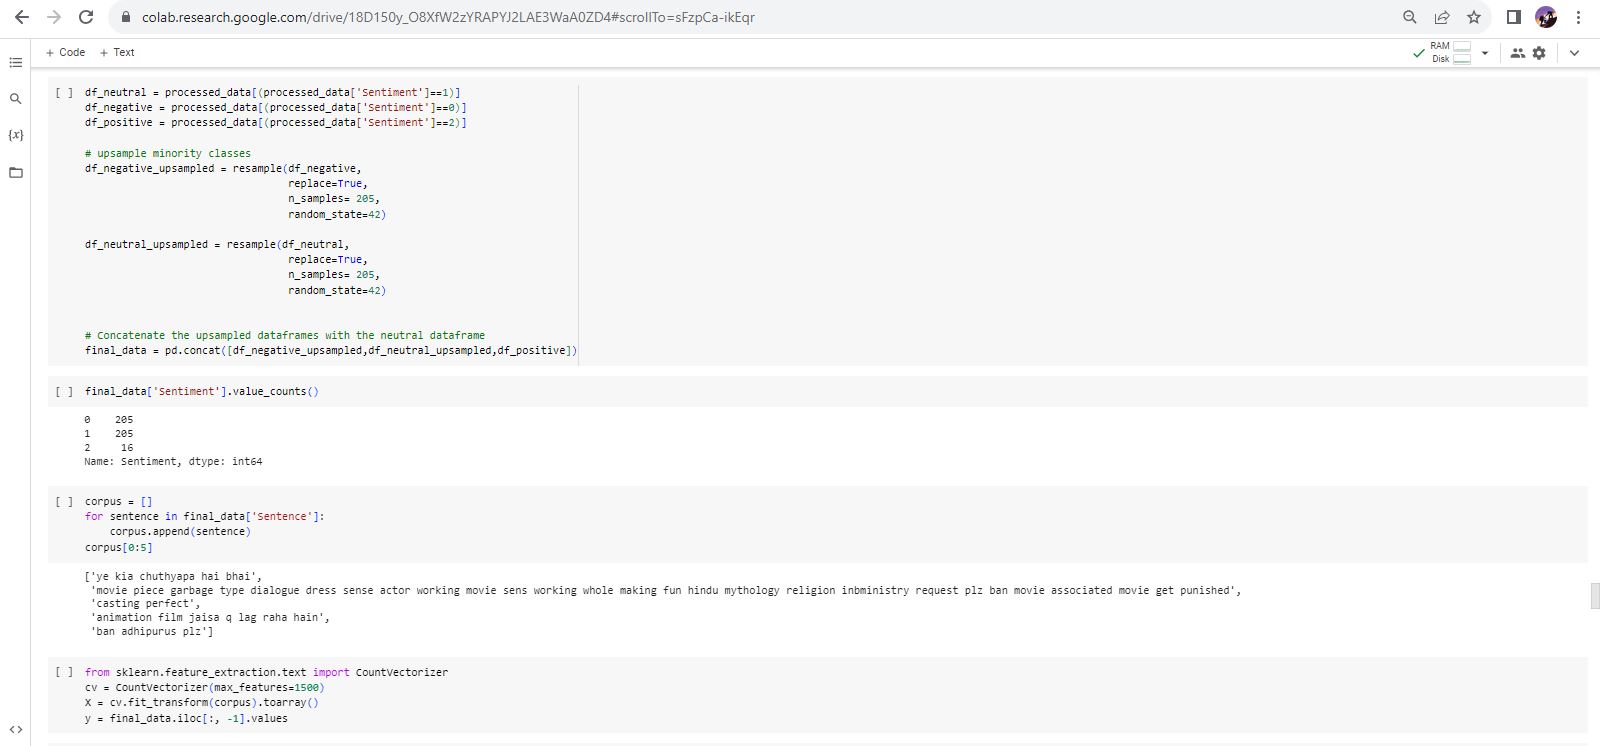 colab.research.google.com/drive/18D150y_O8XfW2zYRAPYJ2LAE3WaA0ZD4#scrollTo=sFzpCa-ikEqr
+ Code + Text
RAM
Disk
{x}
[ ] df_neutral = processed_data[(processed_data['Sentiment']==1)]
df_negative = processed_data[(processed_data['Sentiment']==0)]
df_positive = processed_data[(processed_data['Sentiment']==2)]
# upsample minority classes
df_negative_upsampled = resample(df_negative,
replace=True,
n_samples= 205,
random_state=42)
df_neutral_upsampled = resample(df_neutral,
replace=True,
n_samples= 205,
random_state=42)
# Concatenate the upsampled dataframes with the neutral dataframe
final_data = pd.concat([df_negative_upsampled,df_neutral_upsampled,df_positive])
[ ] final_data['Sentiment'].value_counts()
0 205
1 205
2 16
Name: Sentiment, dtype: int64
[ ] corpus = []
for sentence in final_data['Sentence']:
corpus.append(sentence)
corpus[0:5]
['ye kia chuthyapa hai bhai',
'movie piece garbage type dialogue dress sense actor working movie sens working whole making fun hindu mythology religion inbministry request plz ban movie associated movie get punished',
'casting perfect',
'animation film jaisa q lag raha hain',
'ban adhipurus plz']
[ ] from sklearn.feature_extraction.text import CountVectorizer
cv = CountVectorizer(max_features=1500)
X = cv.fit_transform(corpus).toarray()
y = final_data.iloc[:, -1].values
<>